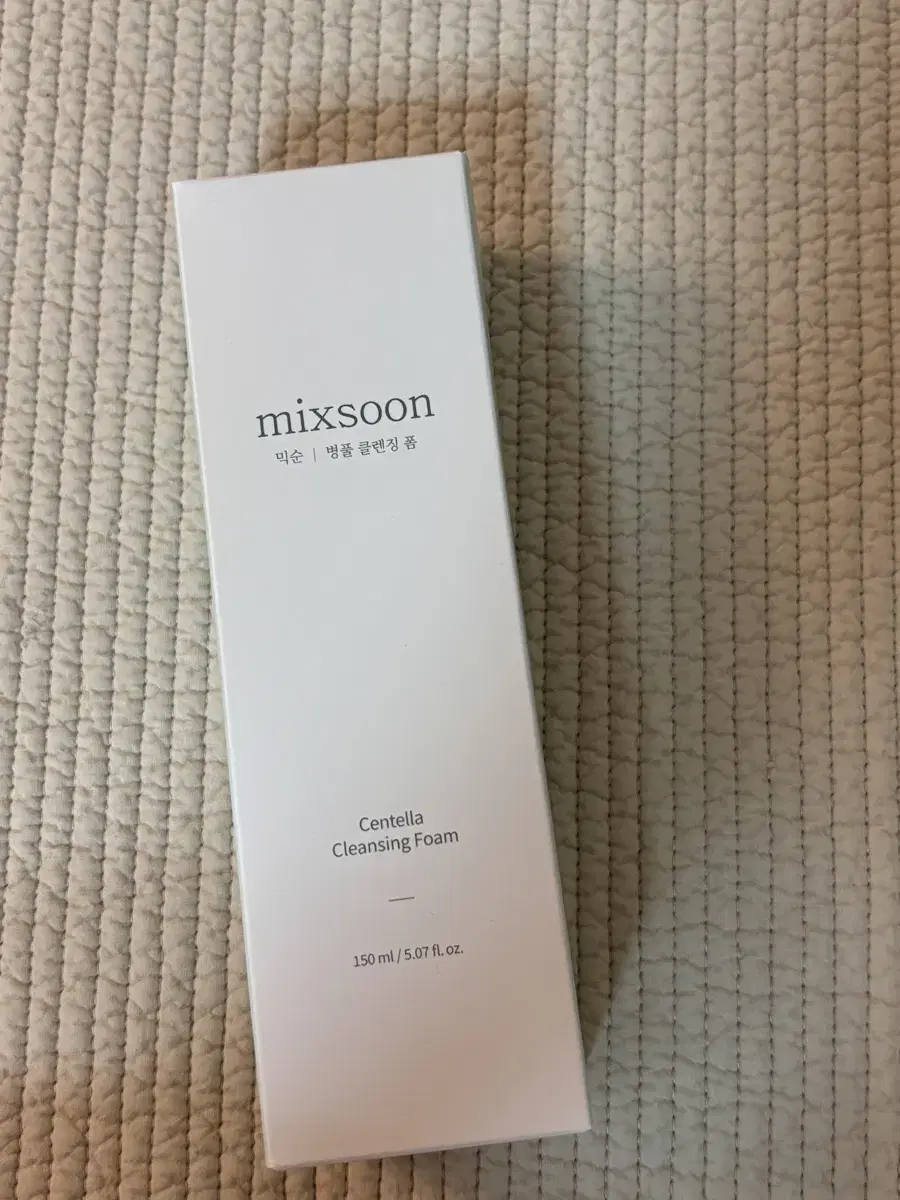 mixsoon
믹순 | 병풀 클렌징 폼
Centella
Cleansing Foam
150 ml / 5.07 fl. oz.